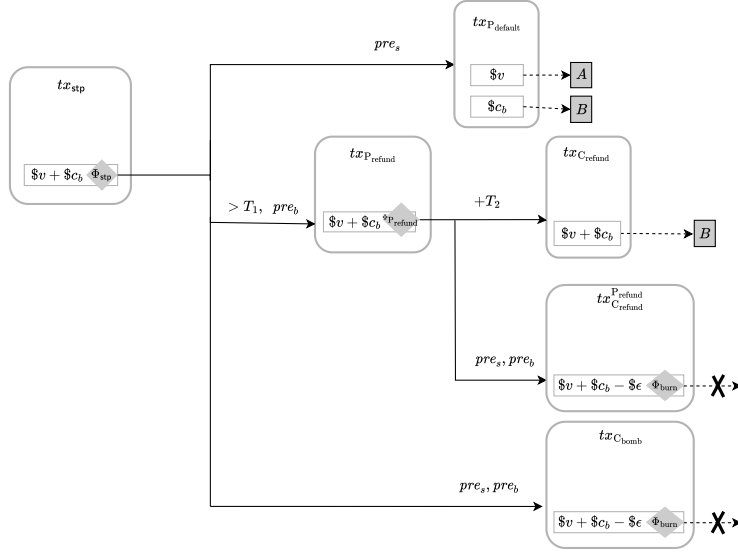 tx_P_default
pre_s
$v
A
$c_b
B
tx_stp
$v + $c_b Φ_stp
tx_P_refund
tx_C_refund
> T_1, pre_b
+T_2
$v + $c_b Φ_P_refund
$v + $c_b
B
tx_C_refund^P_refund
pre_s, pre_b
$v + $c_b − $ϵ Φ_burn
tx_C_bomb
pre_s, pre_b
$v + $c_b − $ϵ Φ_burn